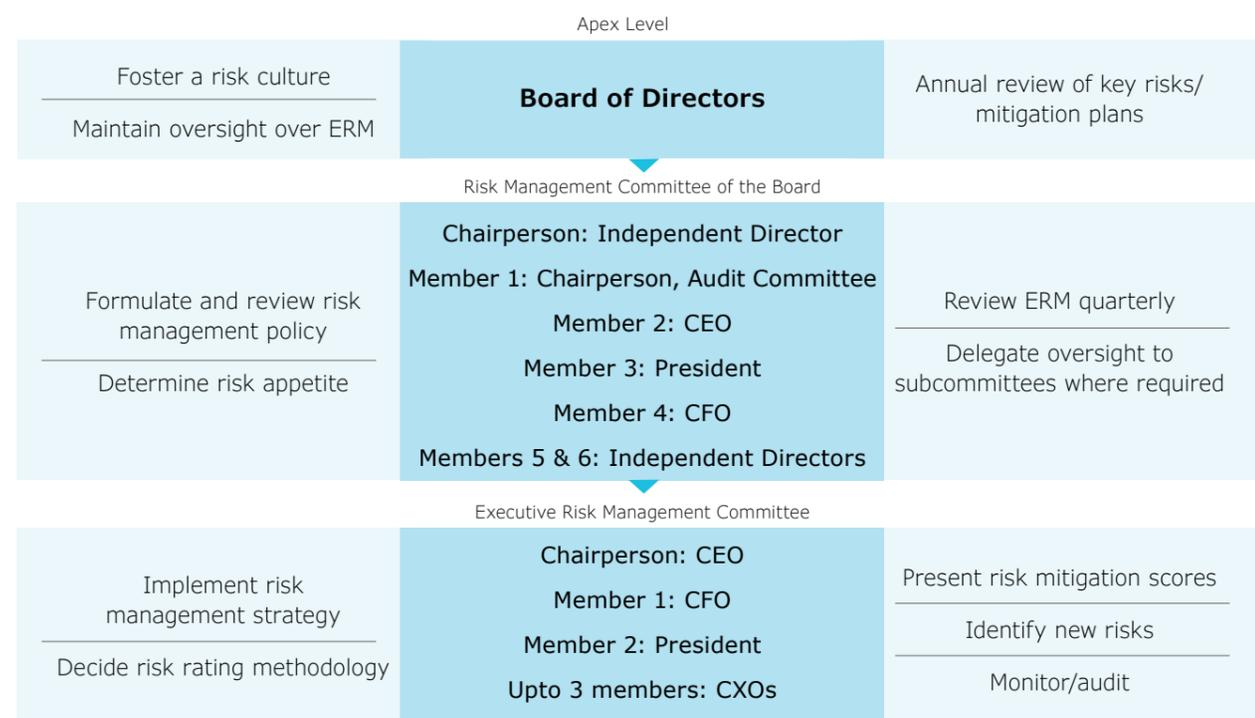 Apex Level
Foster a risk culture
Maintain oversight over ERM
Board of Directors
Annual review of key risks/
mitigation plans
Risk Management Committee of the Board
Formulate and review risk
management policy
Determine risk appetite
Chairperson: Independent Director
Member 1: Chairperson, Audit Committee
Member 2: CEO
Member 3: President
Member 4: CFO
Members 5 & 6: Independent Directors
Review ERM quarterly
Delegate oversight to
subcommittees where required
Executive Risk Management Committee
Implement risk
management strategy
Decide risk rating methodology
Chairperson: CEO
Member 1: CFO
Member 2: President
Upto 3 members: CXOs
Present risk mitigation scores
Identify new risks
Monitor/audit